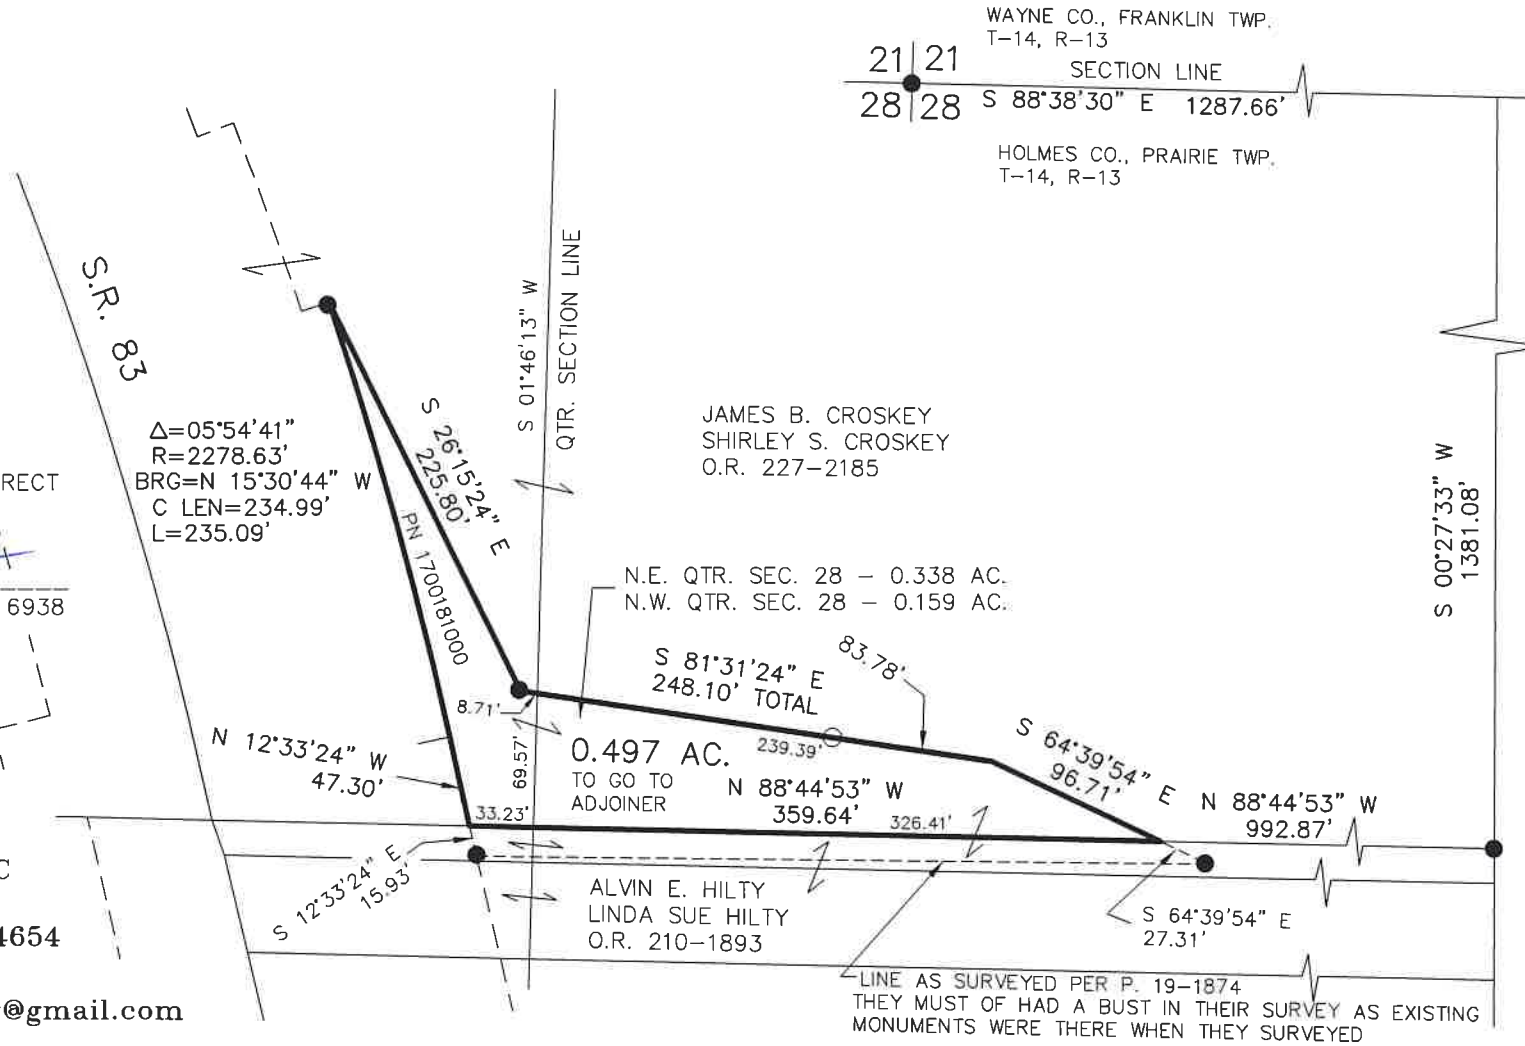 WAYNE CO., FRANKLIN TWP.
T-14, R-13
21 21
SECTION LINE
28 28
S 88°38'30" E 1287.66'
HOLMES CO., PRAIRIE TWP.
T-14, R-13
S.R. 83
S 01°46'13" W
QTR. SECTION LINE
Δ=05°54'41"
R=2278.63'
BRG=N 15°30'44" W
C LEN=234.99'
L=235.09'
S 26°15'24" E
225.80'
PN 1700181000
JAMES B. CROSKEY
SHIRLEY S. CROSKEY
O.R. 227-2185
S 00°27'33" W
1381.08'
RECT
6938
N.E. QTR. SEC. 28 - 0.338 AC.
N.W. QTR. SEC. 28 - 0.159 AC.
S 81°31'24" E
248.10' TOTAL
83.78'
8.71'
239.39'
S 64°39'54" E
96.71'
N 12°33'24" W
47.30'
69.57'
0.497 AC.
TO GO TO
ADJOINER
N 88°44'53" W
359.64'
33.23'
326.41'
N 88°44'53" W
992.87'
S 12°33'24" E
15.93'
ALVIN E. HILTY
LINDA SUE HILTY
O.R. 210-1893
S 64°39'54" E
27.31'
C
4654
@gmail.com
LINE AS SURVEYED PER P. 19-1874
THEY MUST OF HAD A BUST IN THEIR SURVEY AS EXISTING
MONUMENTS WERE THERE WHEN THEY SURVEYED